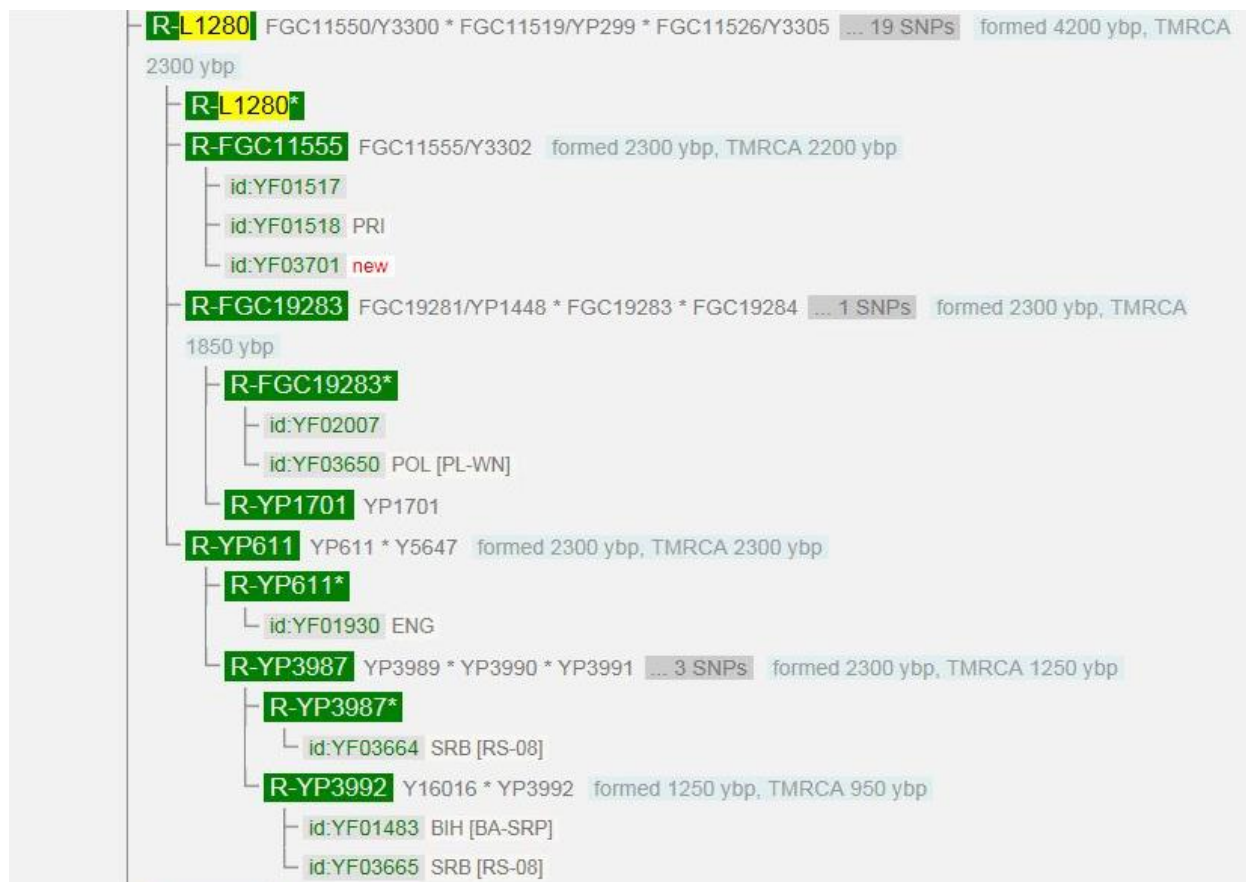 R-L1280 FGC11550/Y3300 * FGC11519/YP299 * FGC11526/Y3305 ... 19 SNPs formed 4200 ybp, TMRCA
2300 ybp
R-L1280*
R-FGC11555 FGC11555/Y3302 formed 2300 ybp, TMRCA 2200 ybp
id:YF01517
id:YF01518 PRI
id:YF03701 new
R-FGC19283 FGC19281/YP1448 * FGC19283 * FGC19284 ... 1 SNPs formed 2300 ybp, TMRCA
1850 ybp
R-FGC19283*
id:YF02007
id:YF03650 POL [PL-WN]
R-YP1701 YP1701
R-YP611 YP611 * Y5647 formed 2300 ybp, TMRCA 2300 ybp
R-YP611*
id:YF01930 ENG
R-YP3987 YP3989 * YP3990 * YP3991 ... 3 SNPs formed 2300 ybp, TMRCA 1250 ybp
R-YP3987*
id:YF03664 SRB [RS-08]
R-YP3992 Y16016 * YP3992 formed 1250 ybp, TMRCA 950 ybp
id:YF01483 BIH [BA-SRP]
id:YF03665 SRB [RS-08]